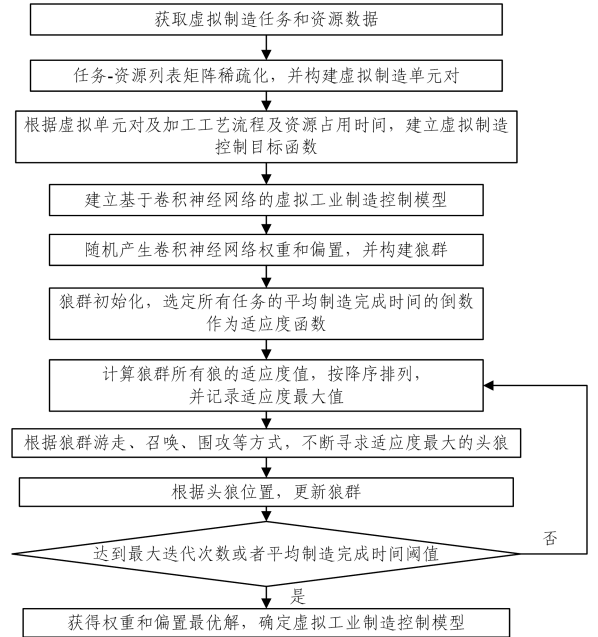 获取虚拟制造任务和资源数据
任务-资源列表矩阵稀疏化，并构建虚拟制造单元对
根据虚拟单元对及加工工艺流程及资源占用时间，建立虚拟制造
控制目标函数
建立基于卷积神经网络的虚拟工业制造控制模型
随机产生卷积神经网络权重和偏置，并构建狼群
狼群初始化，选定所有任务的平均制造完成时间的倒数
作为适应度函数
计算狼群所有狼的适应度值，按降序排列，
并记录适应度最大值
根据狼群游走、召唤、围攻等方式，不断寻求适应度最大的头狼
根据头狼位置，更新狼群
达到最大迭代次数或者平均制造完成时间阈值
否
是
获得权重和偏置最优解，确定虚拟工业制造控制模型